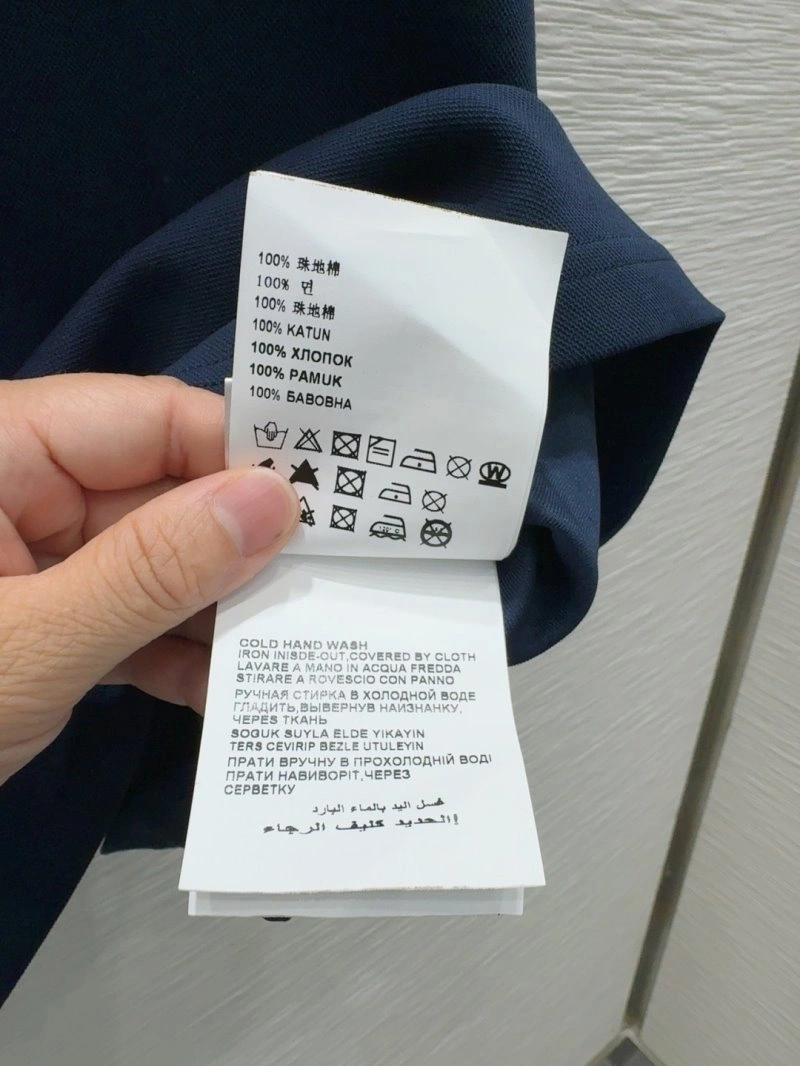 100% 珠地棉
100% 면
100% 珠地棉
100% KATUN
100% ХЛОПОК
100% PAMUK
100% БАВОВНА
W
120°C
COLD HAND WASH
IRON INISDE-OUT,COVERED BY CLOTH
LAVARE A MANO IN ACQUA FREDDA
STIRARE A ROVESCIO CON PANNO
РУЧНАЯ СТИРКА В ХОЛОДНОЙ ВОДЕ
ГЛАДИТЬ,ВЫВЕРНУВ НАИЗНАНКУ,
ЧЕРЕЗ ТКАНЬ
SOGUK SUYLA ELDE YIKAYIN
TERS CEVIRIP BEZLE UTULEYIN
ПРАТИ ВРУЧНУ В ПРОХОЛОДНІЙ ВОДІ
ПРАТИ НАВИВОРІТ,ЧЕРЕЗ
СЕРВЕТКУ
غسل اليد بالماء البارد
الحديد كليف الرجاء!